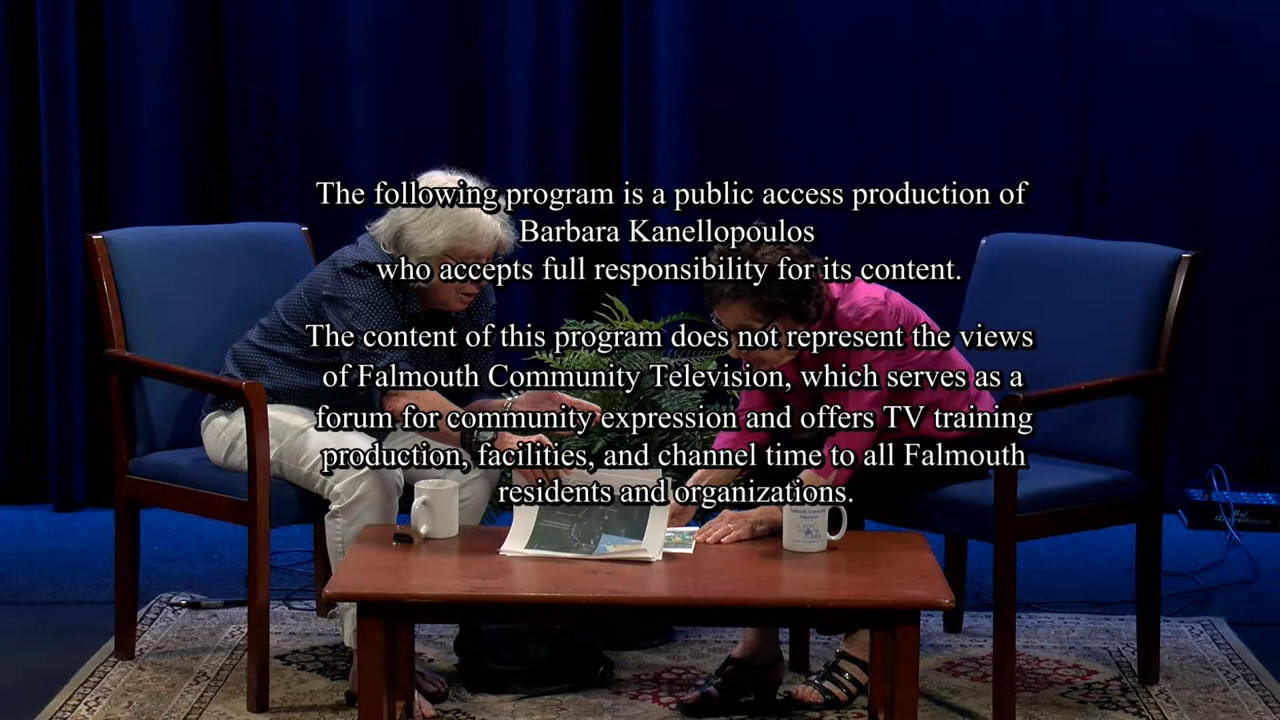 The following program is a public access production of
Barbara Kanellopoulos
who accepts full responsibility for its content.
The content of this program does not represent the views
of Falmouth Community Television, which serves as a
forum for community expression and offers TV training
production, facilities, and channel time to all Falmouth
residents and organizations.